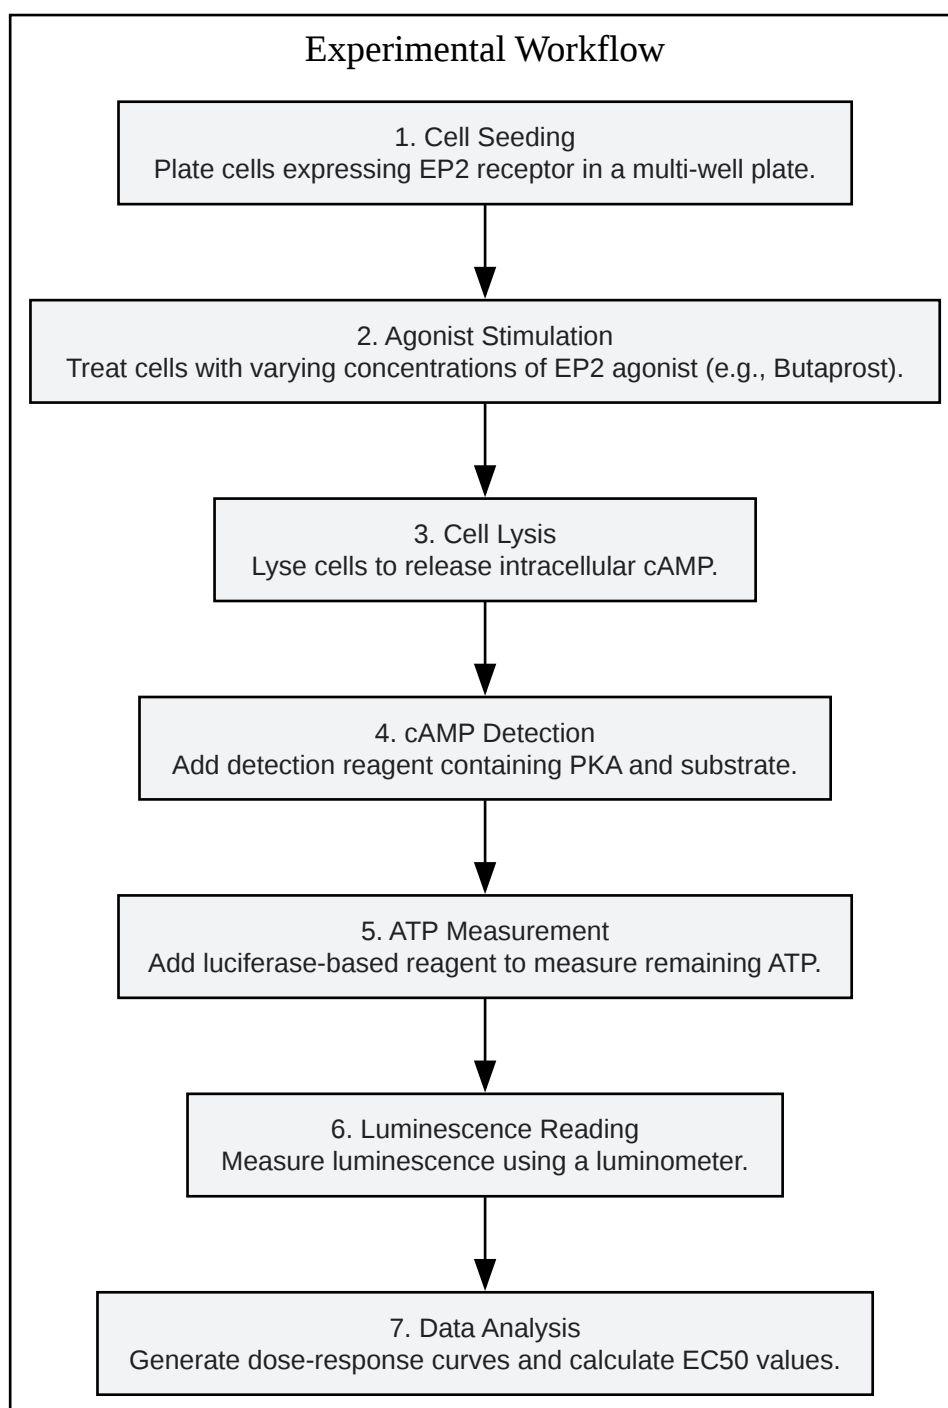 Experimental Workflow
1. Cell Seeding
Plate cells expressing EP2 receptor in a multi-well plate.
2. Agonist Stimulation
Treat cells with varying concentrations of EP2 agonist (e.g., Butaprost).
3. Cell Lysis
Lyse cells to release intracellular cAMP.
4. cAMP Detection
Add detection reagent containing PKA and substrate.
5. ATP Measurement
Add luciferase-based reagent to measure remaining ATP.
6. Luminescence Reading
Measure luminescence using a luminometer.
7. Data Analysis
Generate dose-response curves and calculate EC50 values.